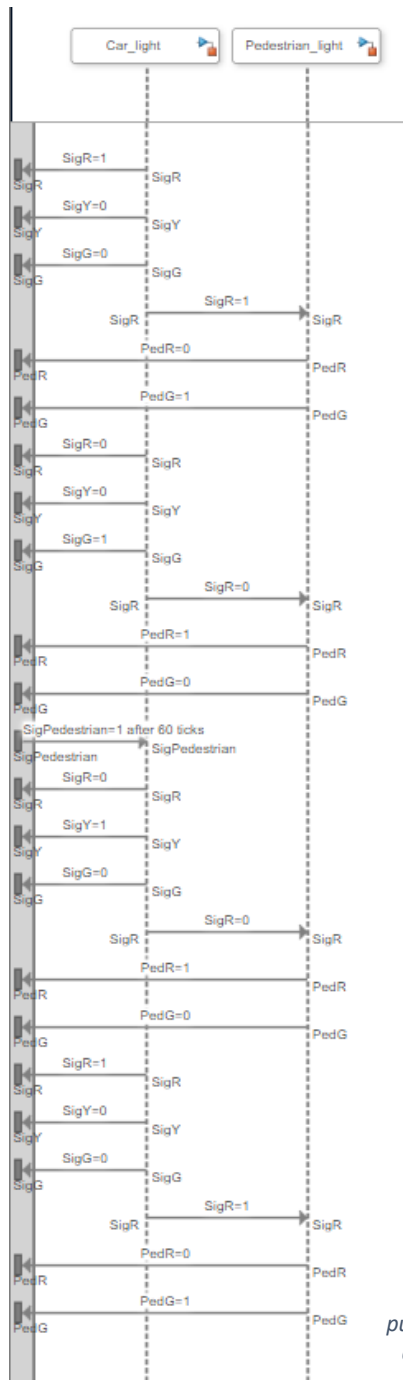 Car_light Pedestrian_light
SigR=1
SigR SigR
SigY=0
SigY SigY
SigG=0
SigG SigG
SigR=1
SigR SigR
PedR=0
PedR PedR
PedG=1
PedG PedG
SigR=0
SigR SigR
SigY=0
SigY SigY
SigG=1
SigG SigG
SigR=0
SigR SigR
PedR=1
PedR PedR
PedG=0
PedG PedG
SigPedestrian=1 after 60 ticks
SigPedestrian SigPedestrian
SigR=0
SigR SigR
SigY=1
SigY SigY
SigG=0
SigG SigG
SigR=0
SigR SigR
PedR=1
PedR PedR
PedG=0
PedG PedG
SigR=1
SigR SigR
SigY=0
SigY SigY
SigG=0
SigG SigG
SigR=1
SigR SigR
PedR=0
PedR PedR
PedG=1
PedG PedG